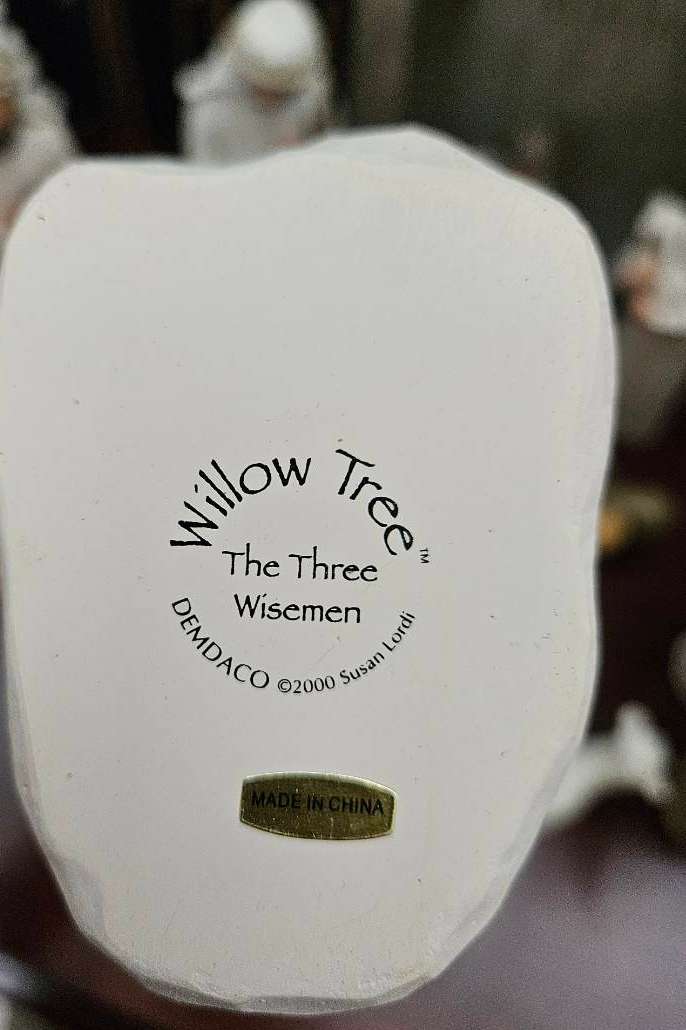 Willow Tree™
The Three
Wisemen
DEMDACO ©2000 Susan Lordi
MADE IN CHINA